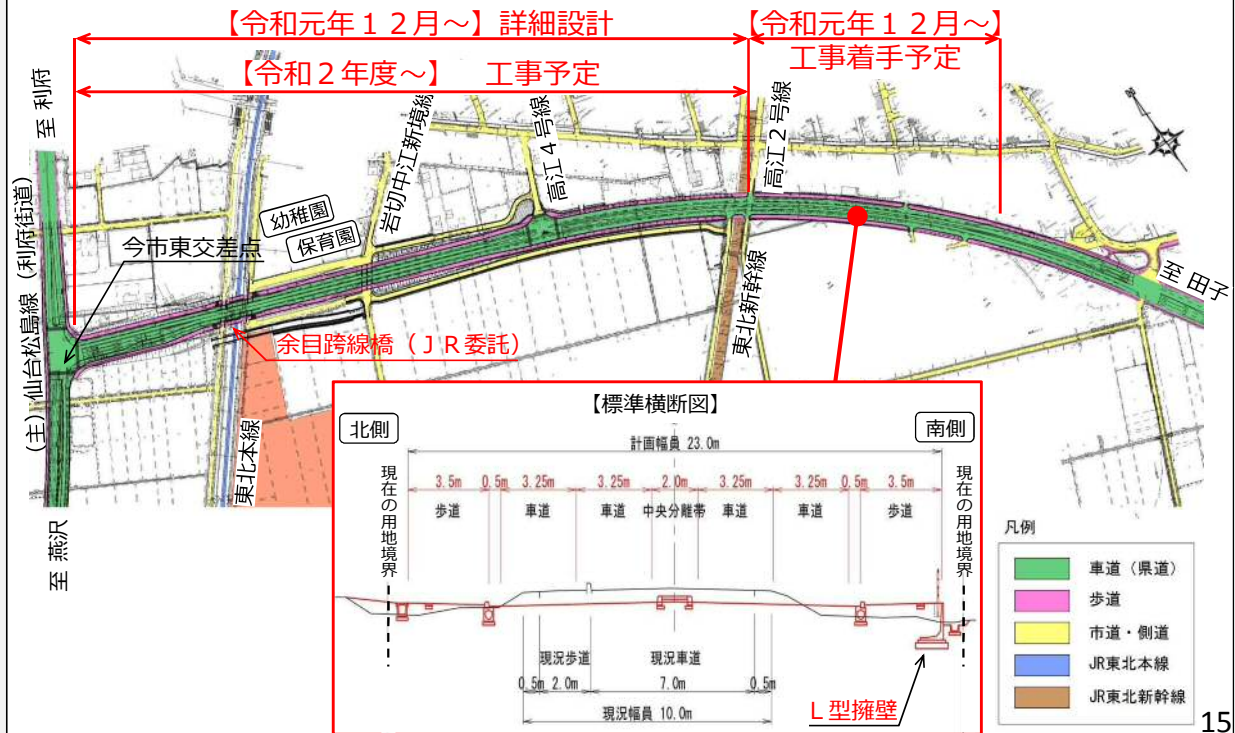 【令和元年１２月～】詳細設計
【令和元年１２月～】
工事着手予定
【令和２年度～】 工事予定
至 利府
岩切中江新境線
高江４号線
高江２号線
幼稚園
保育園
今市東交差点
（主）仙台松島線（利府街道）
至 田子
余目跨線橋（ＪＲ委託）
東北新幹線
東北本線
至 燕沢
【標準横断図】
北側
南側
計画幅員 23.0m
現在の用地境界
現在の用地境界
3.5m 0.5m 3.25m 3.25m 2.0m 3.25m 3.25m 0.5m 3.5m
歩道 車道 車道 中央分離帯 車道 車道 歩道
現況歩道 現況車道
0.5m 2.0m 7.0m 0.5m
現況幅員 10.0m
Ｌ型擁壁
凡例
車道（県道）
歩道
市道・側道
JR東北本線
JR東北新幹線
15